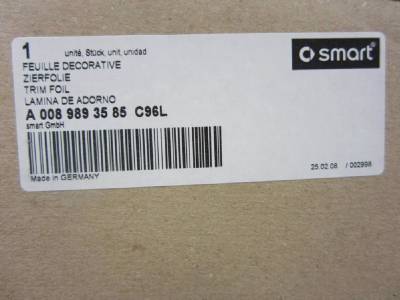 1 unité, Stück, unit, unidad
smart
FEUILLE DECORATIVE
ZIERFOLIE
TRIM FOIL
LAMINA DE ADORNO
A 008 989 35 85 C96L
smart GmbH
Made in GERMANY
25.02.08 / 002998